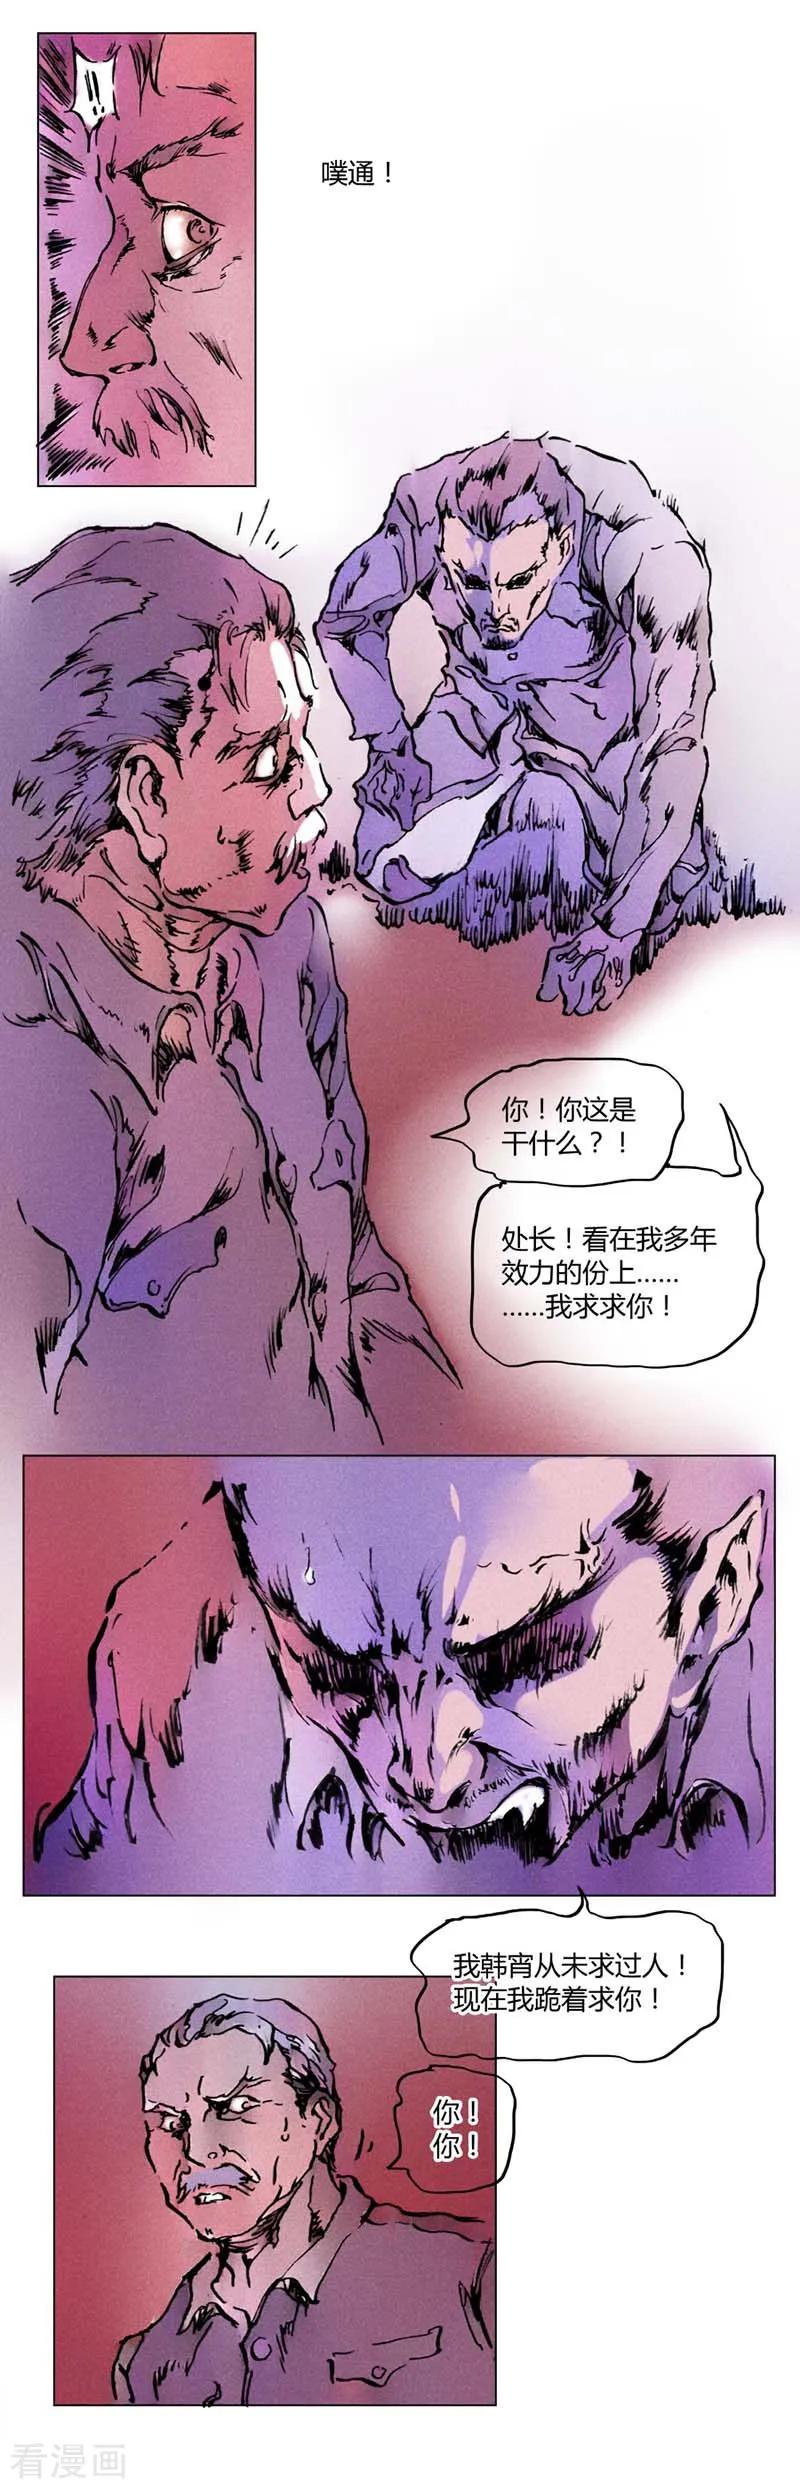 !!
噗通！
你！你这是
干什么？！
处长！看在我多年
效力的份上……
……我求求你！
我韩宵从未求过人！
现在我跪着求你！
你！
你！
看漫画